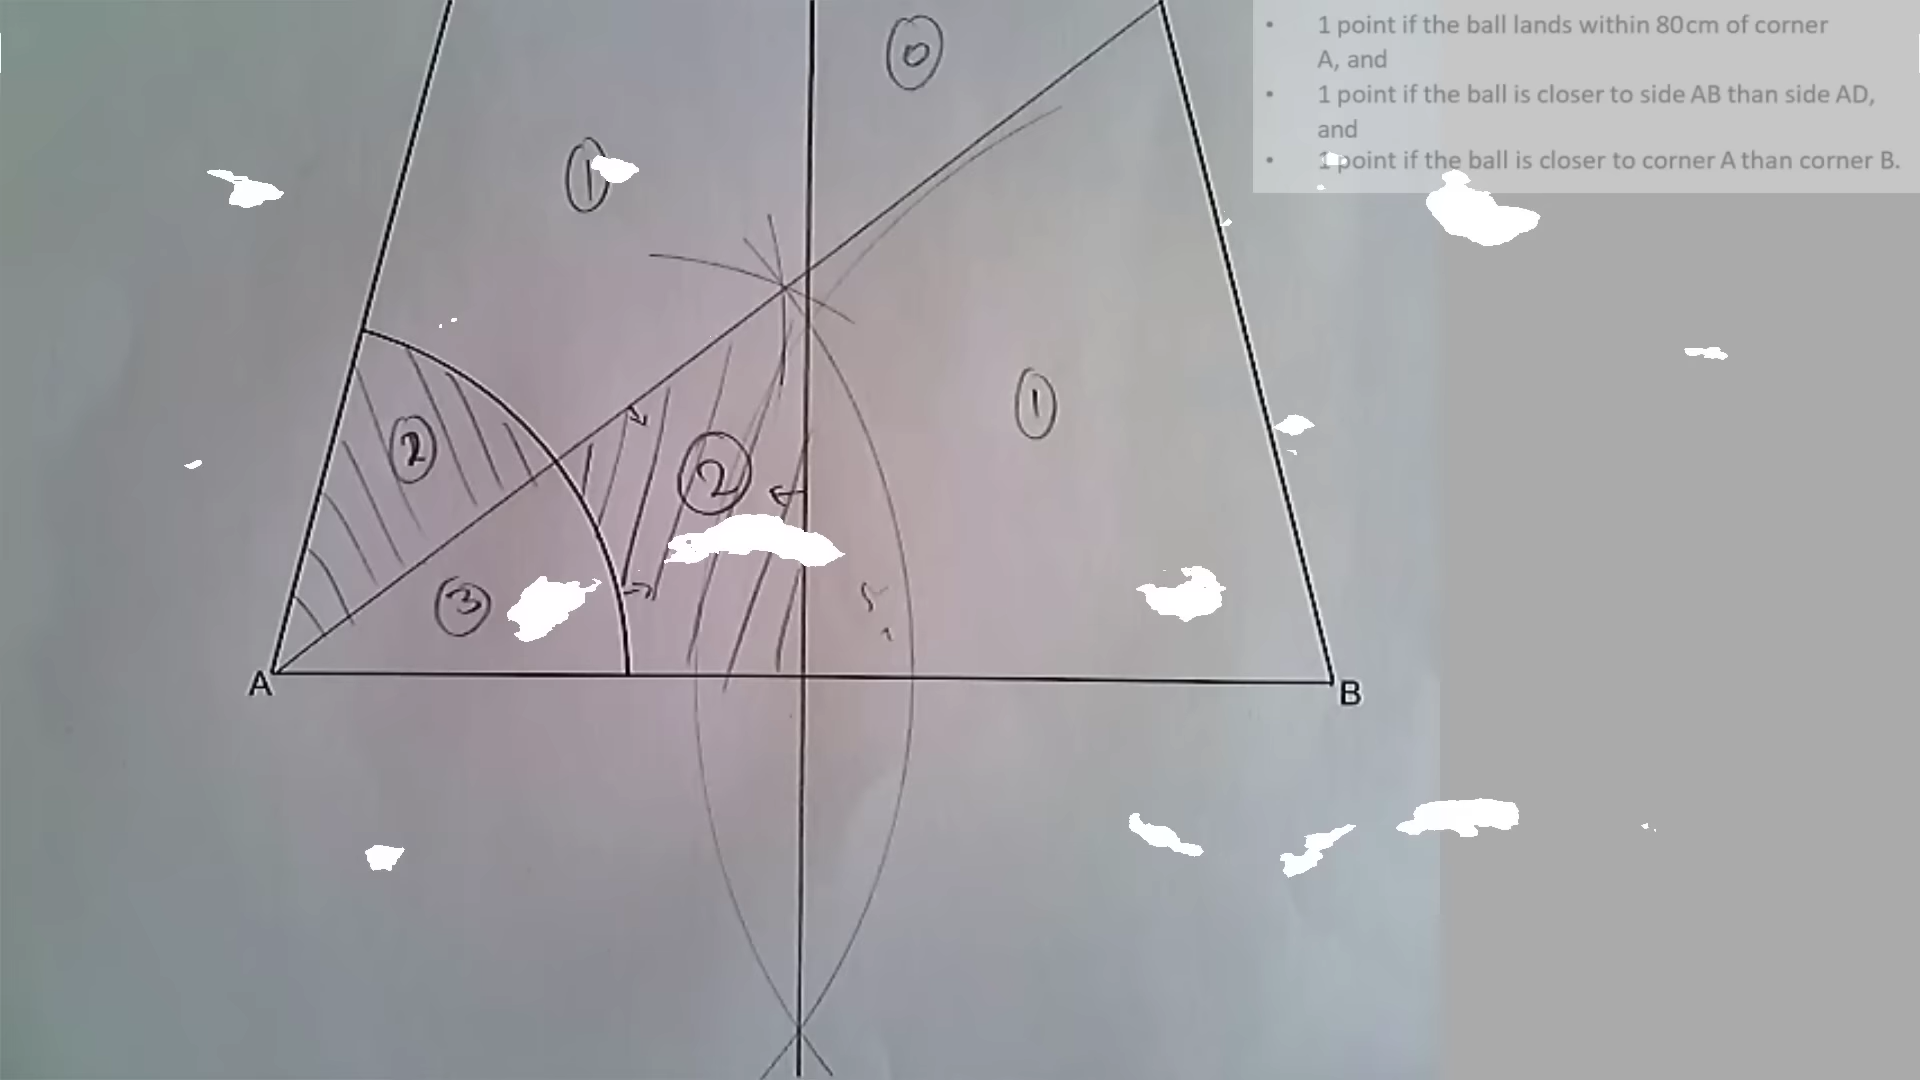 • 1 point if the ball lands within 80cm of corner
A, and
• 1 point if the ball is closer to side AB than side AD,
and
• 1 point if the ball is closer to corner A than corner B.
0
1
1
2
2
3
A
B